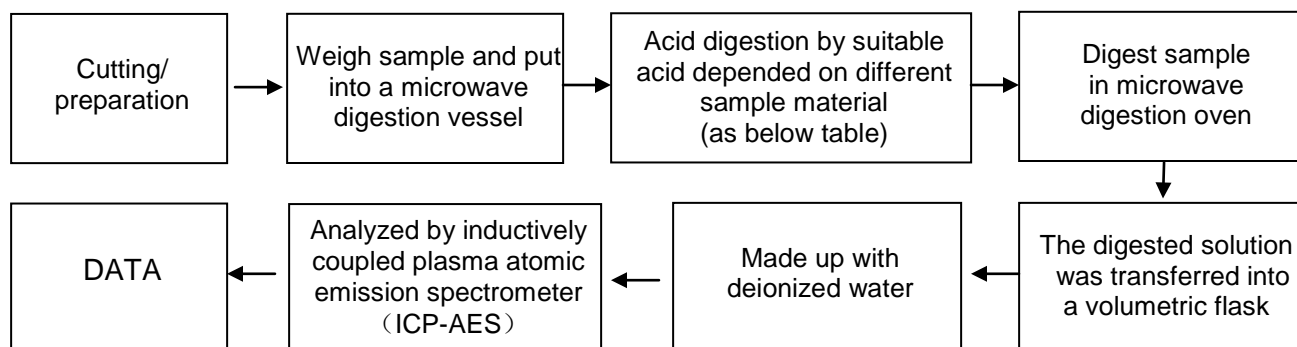 Cutting/
preparation
Weigh sample and put
into a microwave
digestion vessel
Acid digestion by suitable
acid depended on different
sample material
(as below table)
Digest sample
in microwave
digestion oven
The digested solution
was transferred into
a volumetric flask
Made up with
deionized water
Analyzed by inductively
coupled plasma atomic
emission spectrometer
（ICP-AES）
DATA